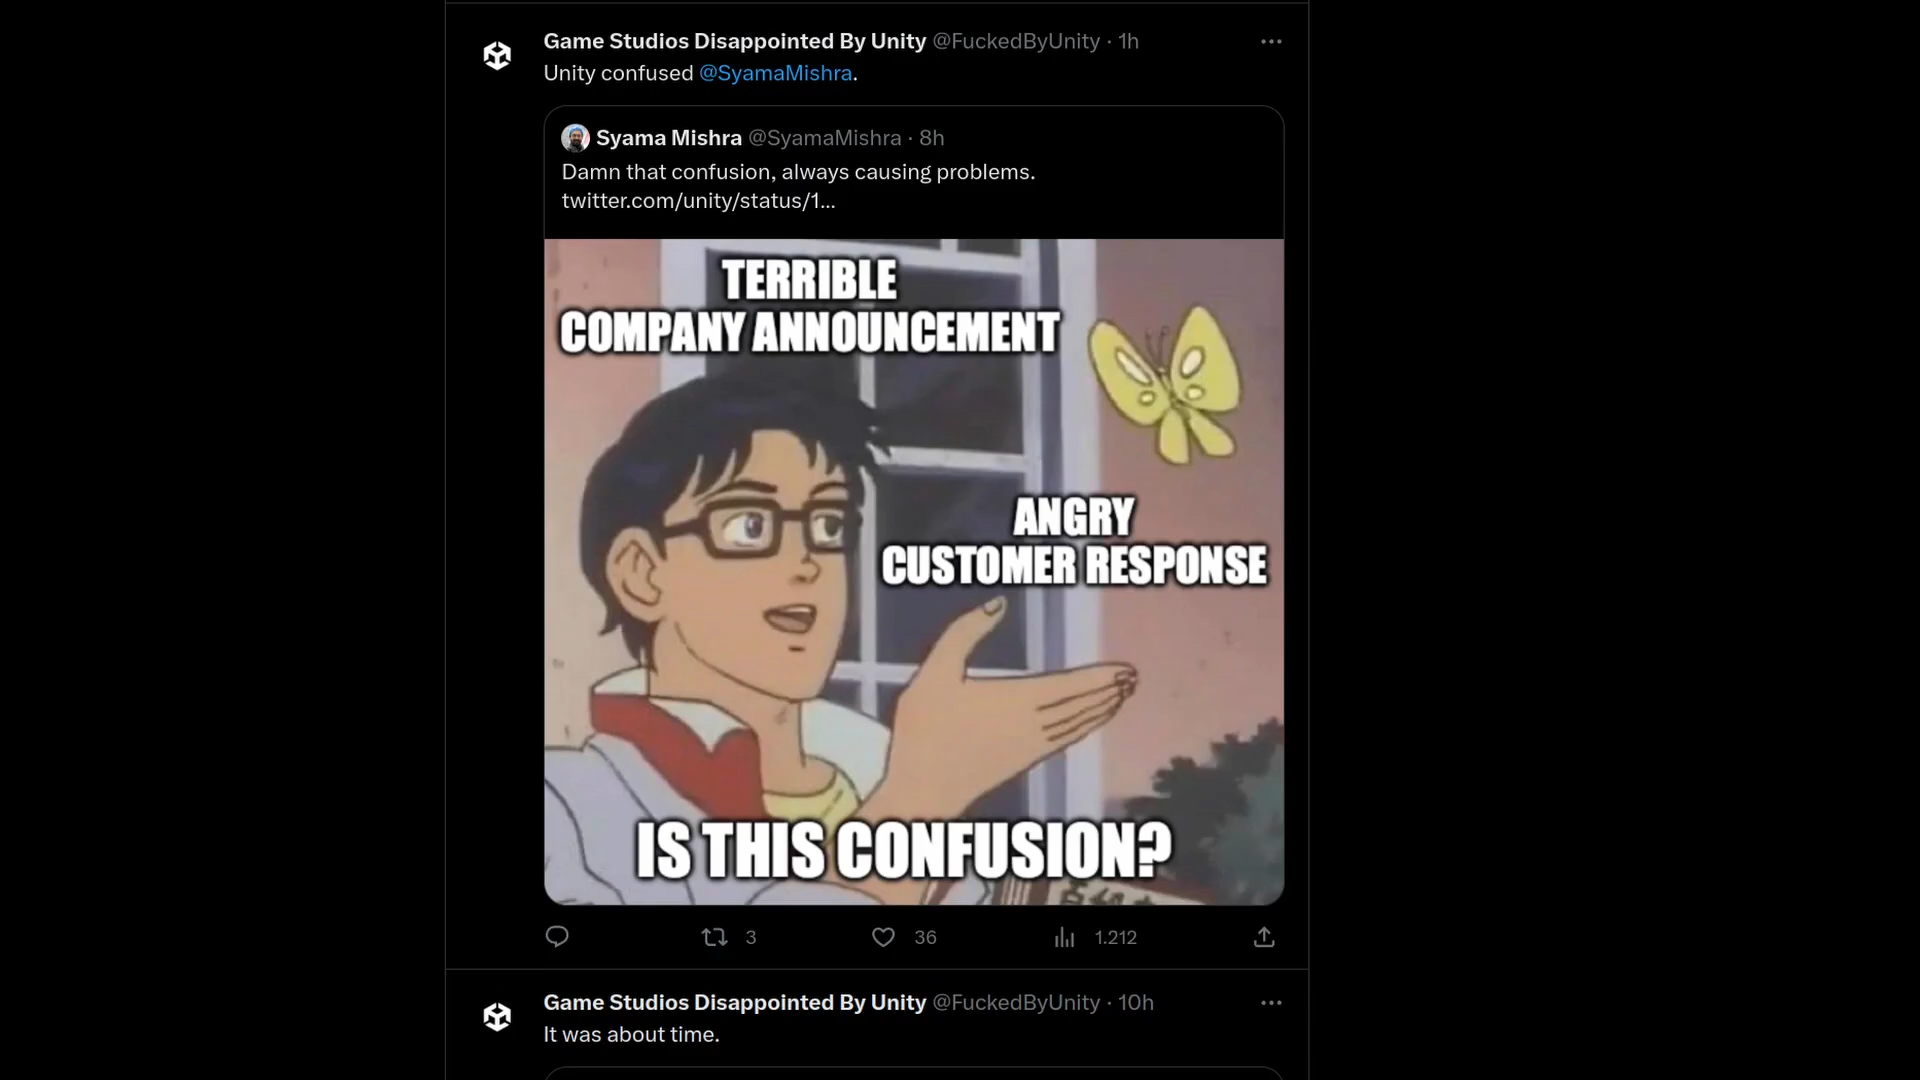 Game Studios Disappointed By Unity @FuckedByUnity · 1h
Unity confused @SyamaMishra.
Syama Mishra @SyamaMishra · 8h
Damn that confusion, always causing problems.
twitter.com/unity/status/1...
TERRIBLE
COMPANY ANNOUNCEMENT
ANGRY
CUSTOMER RESPONSE
IS THIS CONFUSION?
3 36 1.212
Game Studios Disappointed By Unity @FuckedByUnity · 10h
It was about time.